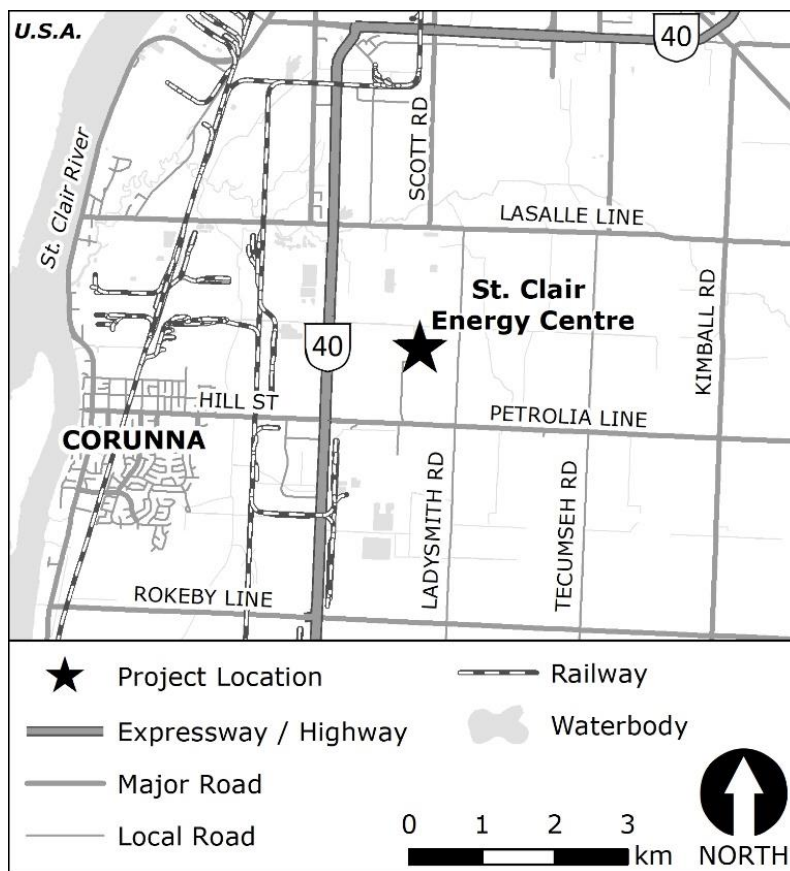 U.S.A.
40
SCOTT RD
St. Clair River
LASALLE LINE
St. Clair
Energy Centre
KIMBALL RD
40
HILL ST
PETROLIA LINE
CORUNNA
LADYSMITH RD
TECUMSEH RD
ROKEBY LINE
Project Location
Railway
Expressway / Highway
Waterbody
Major Road
Local Road
0 1 2 3
km
NORTH